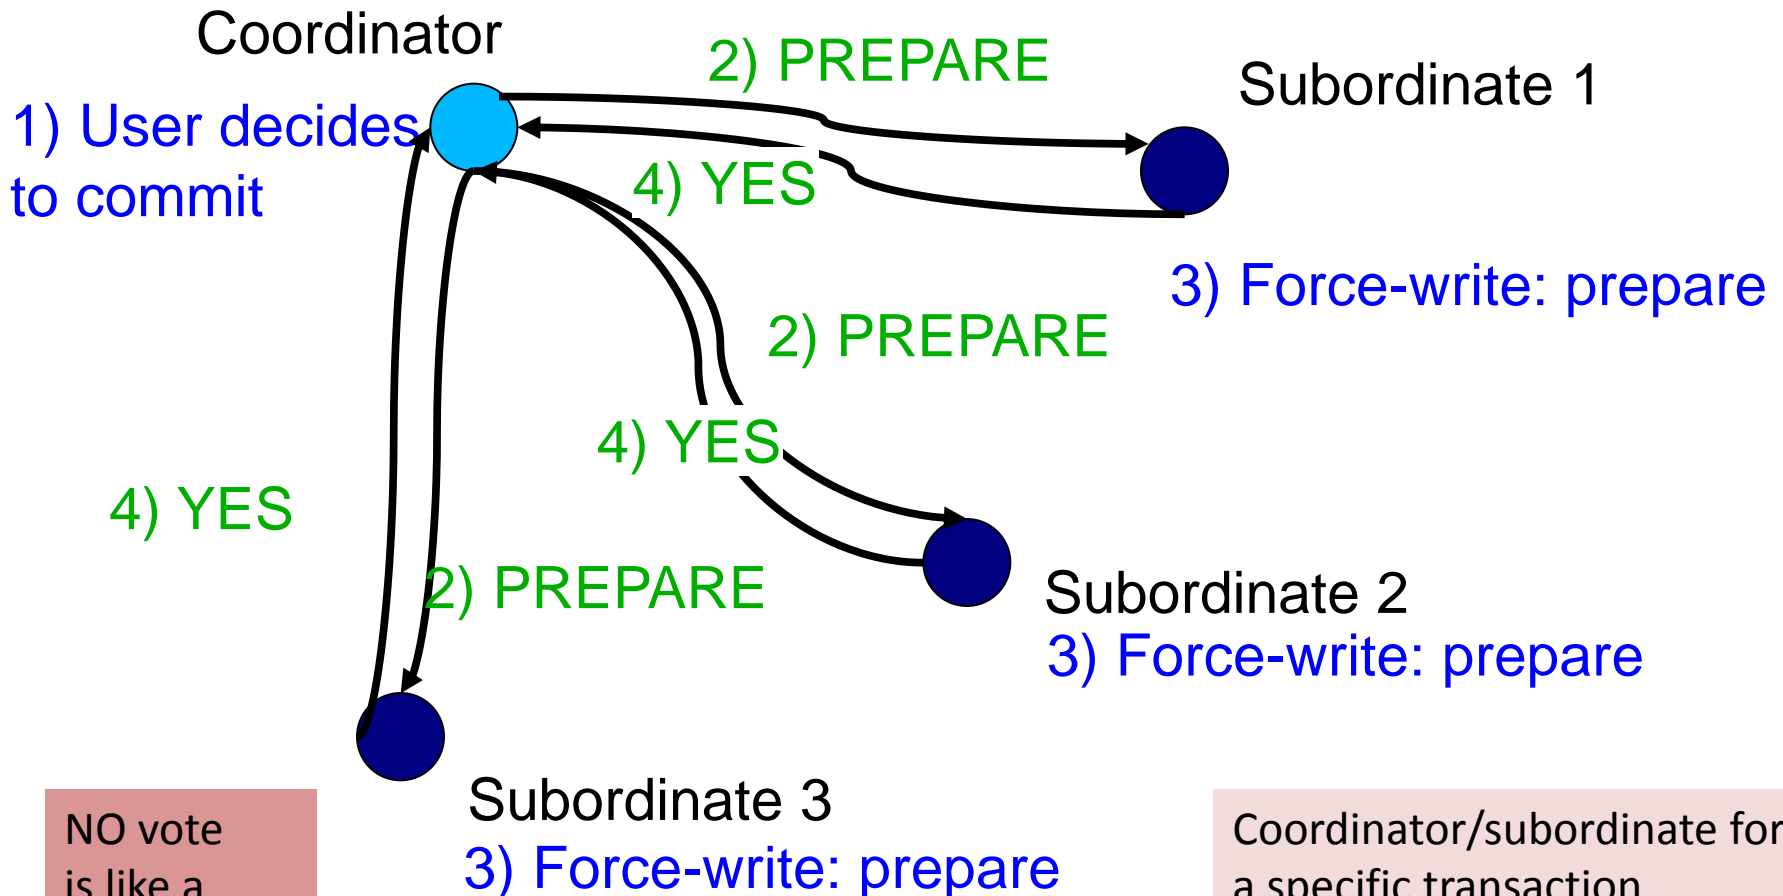 Coordinator
2) PREPARE
Subordinate 1
1) User decides
to commit
4) YES
3) Force-write: prepare
2) PREPARE
4) YES
4) YES
2) PREPARE
Subordinate 2
3) Force-write: prepare
Subordinate 3
3) Force-write: prepare
NO vote
is like a
Coordinator/subordinate for
a specific transaction